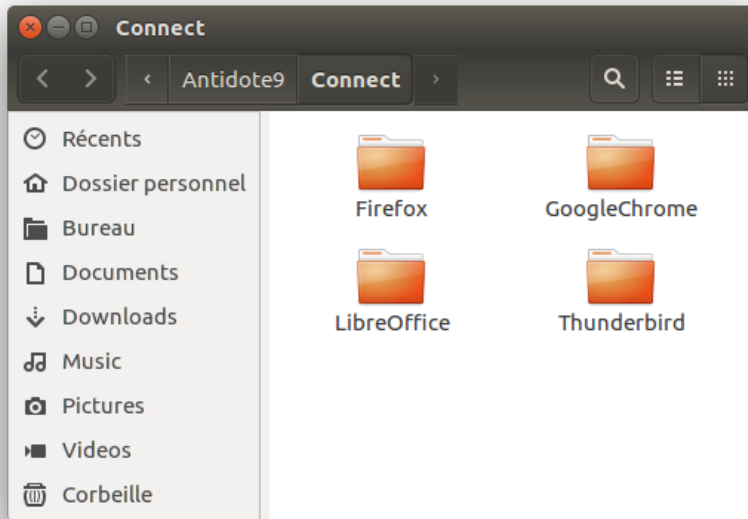 Connect
Antidote9 Connect
Récents
Dossier personnel
Bureau
Documents
Downloads
Music
Pictures
Videos
Corbeille
Firefox GoogleChrome
LibreOffice Thunderbird